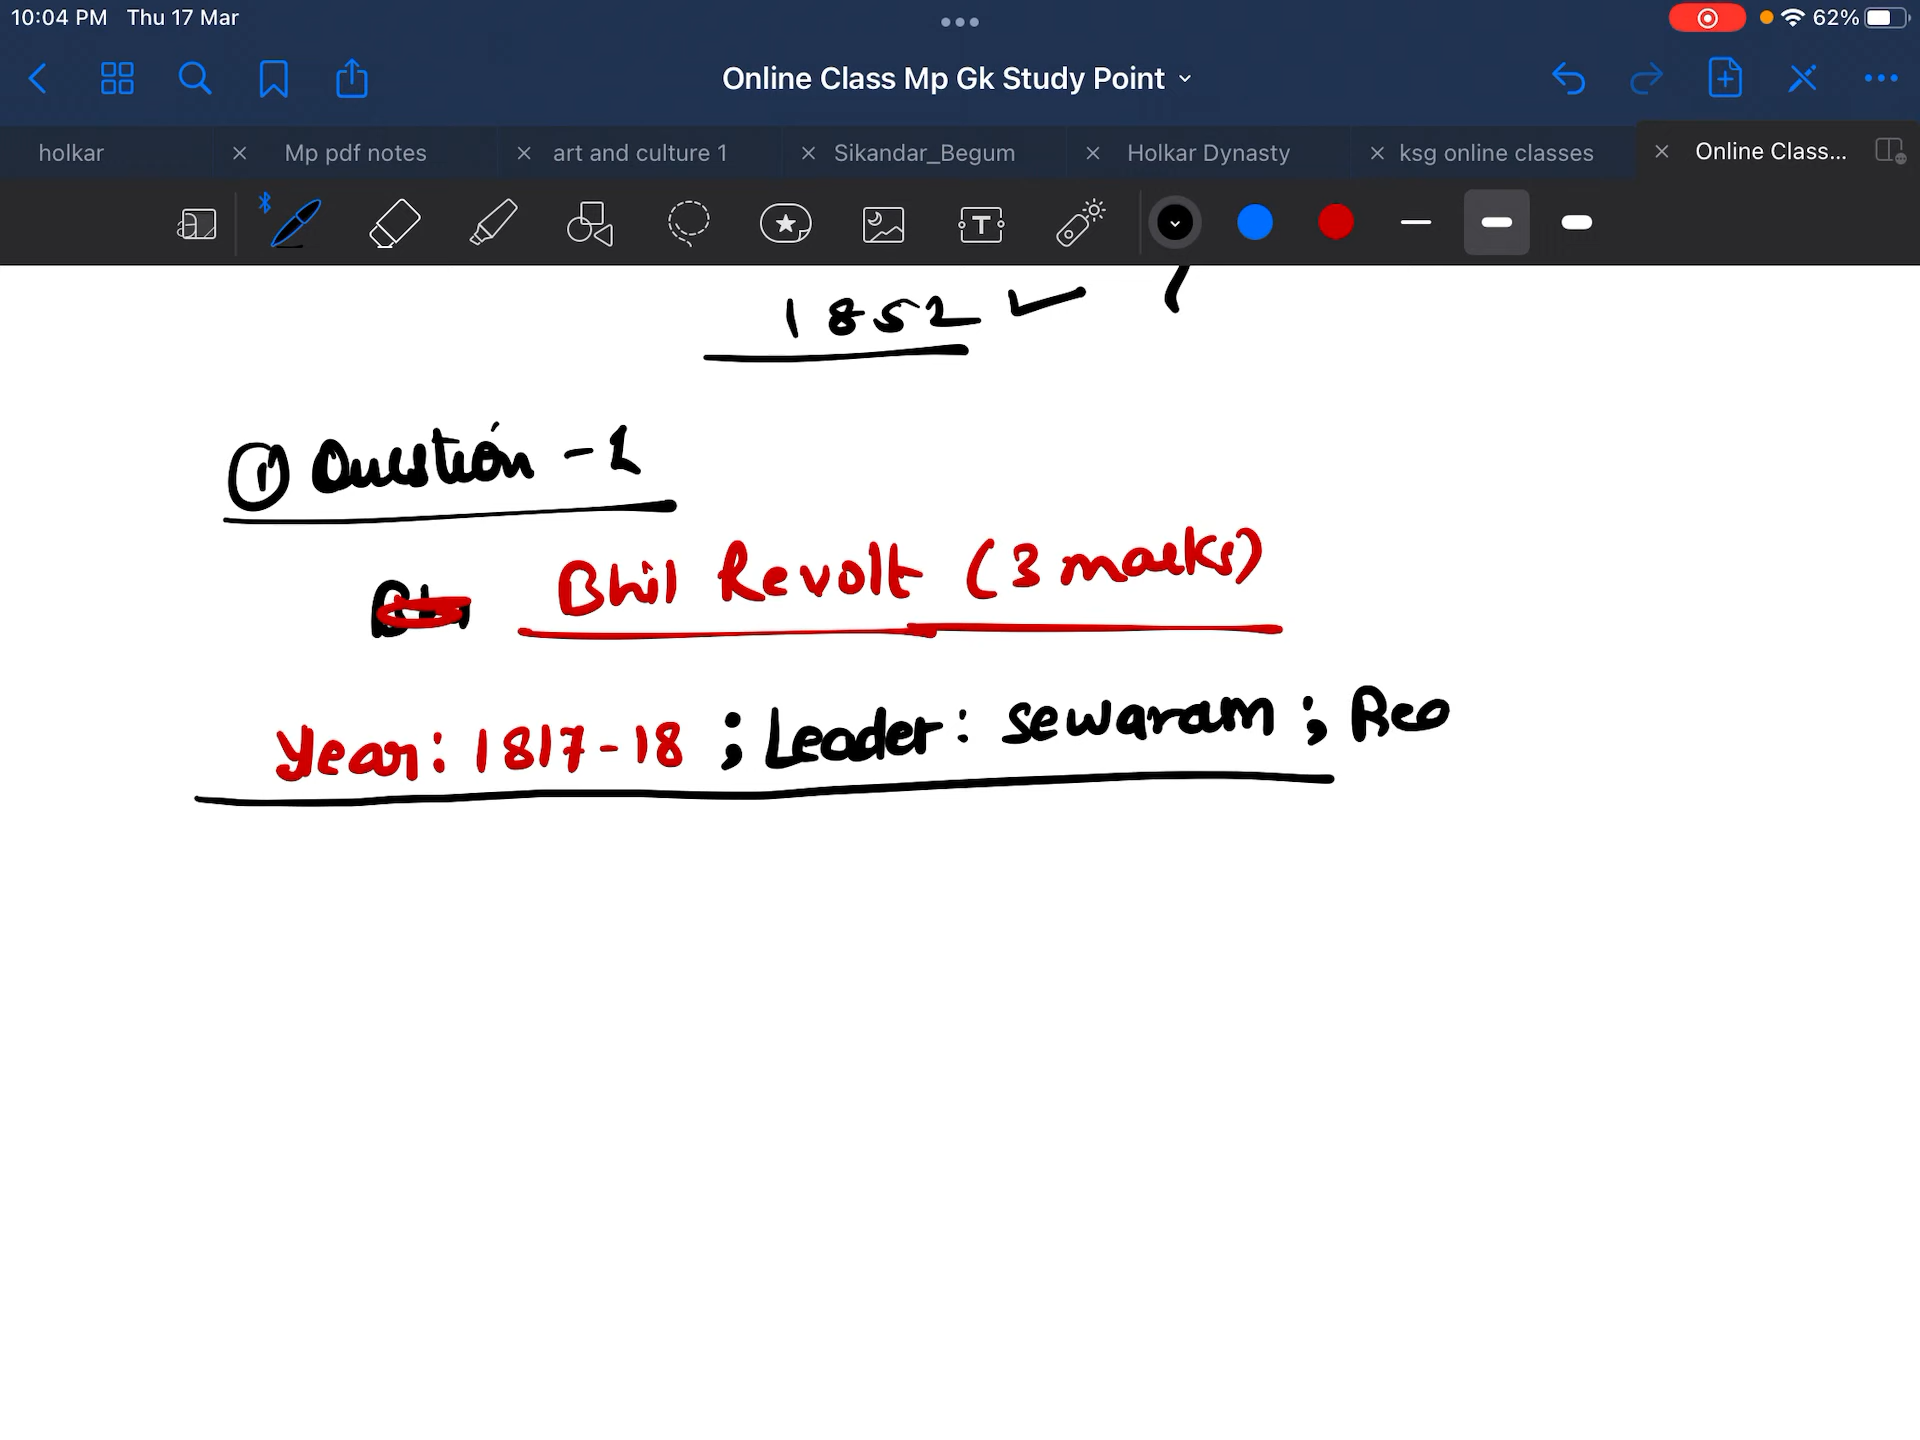 10:04 PM Thu 17 Mar
62%
Online Class Mp Gk Study Point
holkar
Mp pdf notes
art and culture 1
Sikandar_Begum
Holkar Dynasty
ksg online classes
Online Class...
T
1852
① Question - 1
Bhil Revolt (3 marks)
Year: 1817-18 ; Leader: sewaram ; Reo